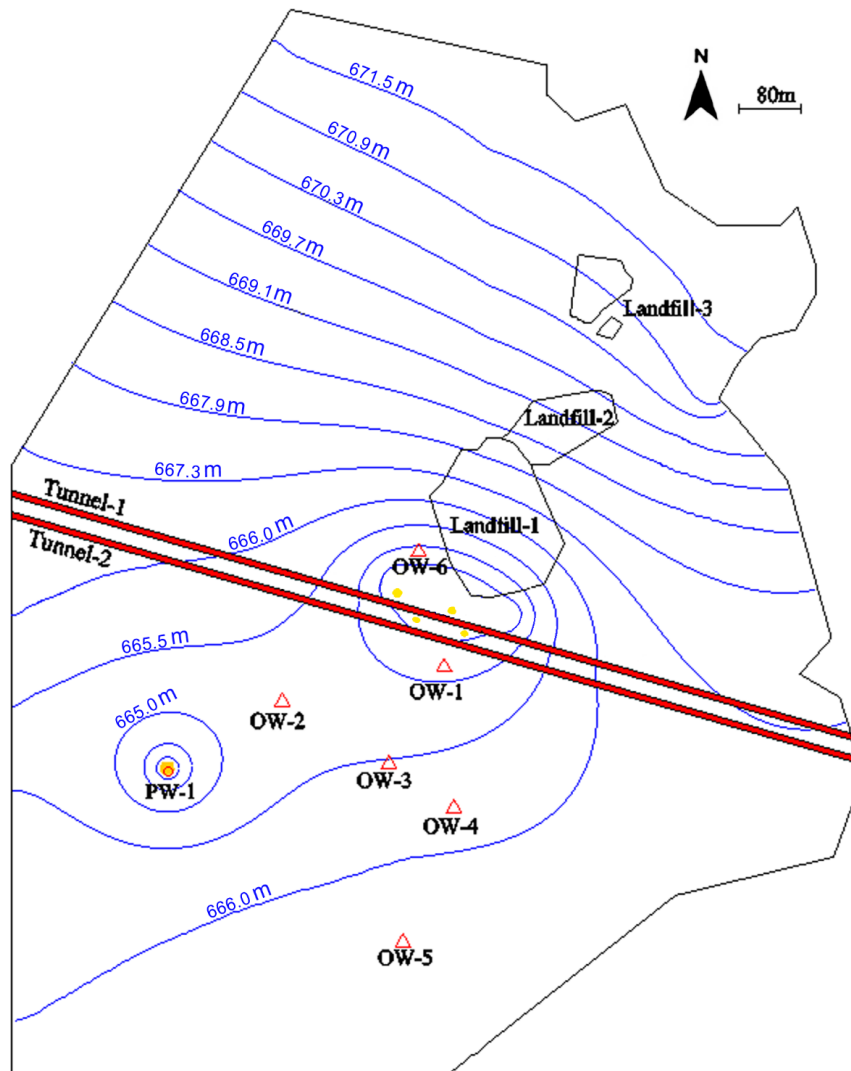 671.5 m
N
80m
670.9 m
670.3 m
669.7 m
669.1 m
Landfill-3
668.5 m
667.9 m
Landfill-2
667.3 m
Tunnel-1
Landfill-1
666.0 m
Tunnel-2
OW-6
665.5 m
OW-1
665.0 m
OW-2
OW-3
PW-1
OW-4
666.0 m
OW-5